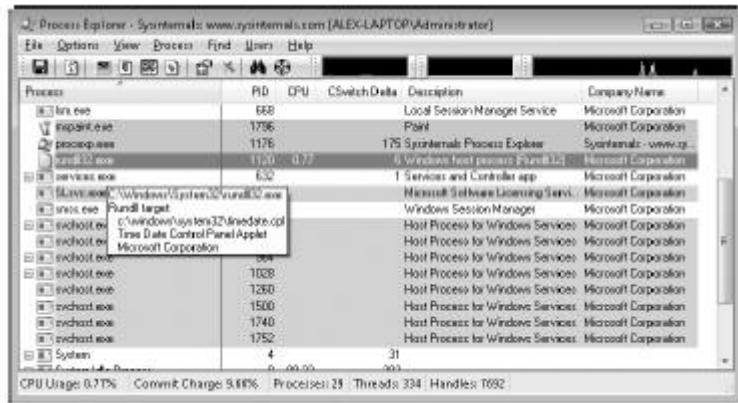 Process Explorer - Sysinternals: www.sysinternals.com [ALEX-LAPTOP\Administrator]
File Options View Process Find Users Help
Process PID CPU CSwitch Delta Description Company Name
lsm.exe 668 Local Session Manager Service Microsoft Corporation
mspaint.exe 1796 Paint Microsoft Corporation
procexp.exe 1176 175 Sysinternals Process Explorer Sysinternals - www.sy...
rundll32.exe 1120 0.77 6 Windows host process (Rundll32) Microsoft Corporation
services.exe 632 1 Services and Controller app Microsoft Corporation
SLsvc.exe Microsoft Software Licensing Servi... Microsoft Corporation
smss.exe Windows Session Manager Microsoft Corporation
svchost.exe Host Process for Windows Services Microsoft Corporation
svchost.exe Host Process for Windows Services Microsoft Corporation
svchost.exe 1028 Host Process for Windows Services Microsoft Corporation
svchost.exe 1260 Host Process for Windows Services Microsoft Corporation
svchost.exe 1500 Host Process for Windows Services Microsoft Corporation
svchost.exe 1740 Host Process for Windows Services Microsoft Corporation
svchost.exe 1752 Host Process for Windows Services Microsoft Corporation
System 4 31
C:\Windows\System32\rundll32.exe
Rundll target:
c:\windows\system32\timedate.cpl
Time Date Control Panel Applet
Microsoft Corporation
CPU Usage: 0.77% Commit Charge: 9.66% Processes: 29 Threads: 334 Handles: 7692